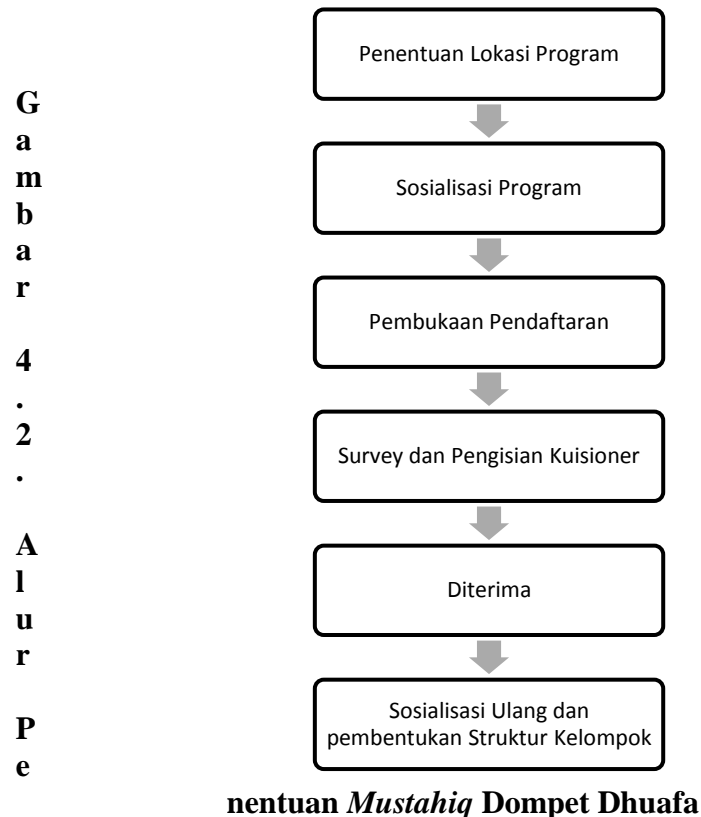 Penentuan Lokasi Program
Sosialisasi Program
Pembukaan Pendaftaran
Survey dan Pengisian Kuisioner
Diterima
Sosialisasi Ulang dan
pembentukan Struktur Kelompok
G
a
m
b
a
r
4
.
2
.
A
l
u
r
P
e
nentuan Mustahiq Dompet Dhuafa